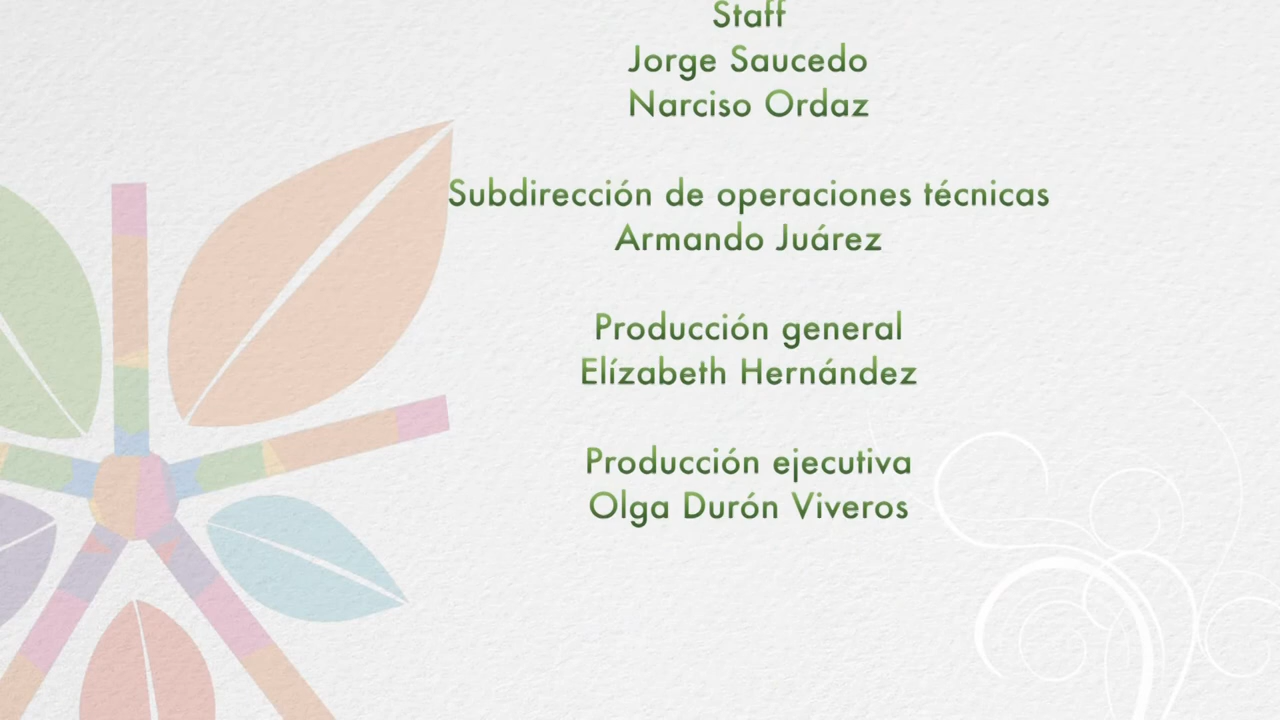 Staff
Jorge Saucedo
Narciso Ordaz
Subdirección de operaciones técnicas
Armando Juárez
Producción general
Elízabeth Hernández
Producción ejecutiva
Olga Durón Viveros